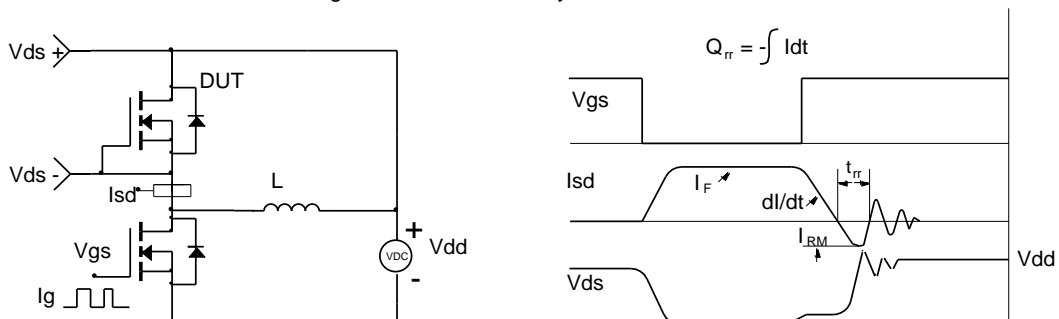 Vds +
DUT
Vds -
Isd
L
Vgs
Ig
+
VDC
-
Vdd
Qrr = -∫ Idt
Vgs
Isd
IF
dI/dt
trr
IRM
Vds
Vdd